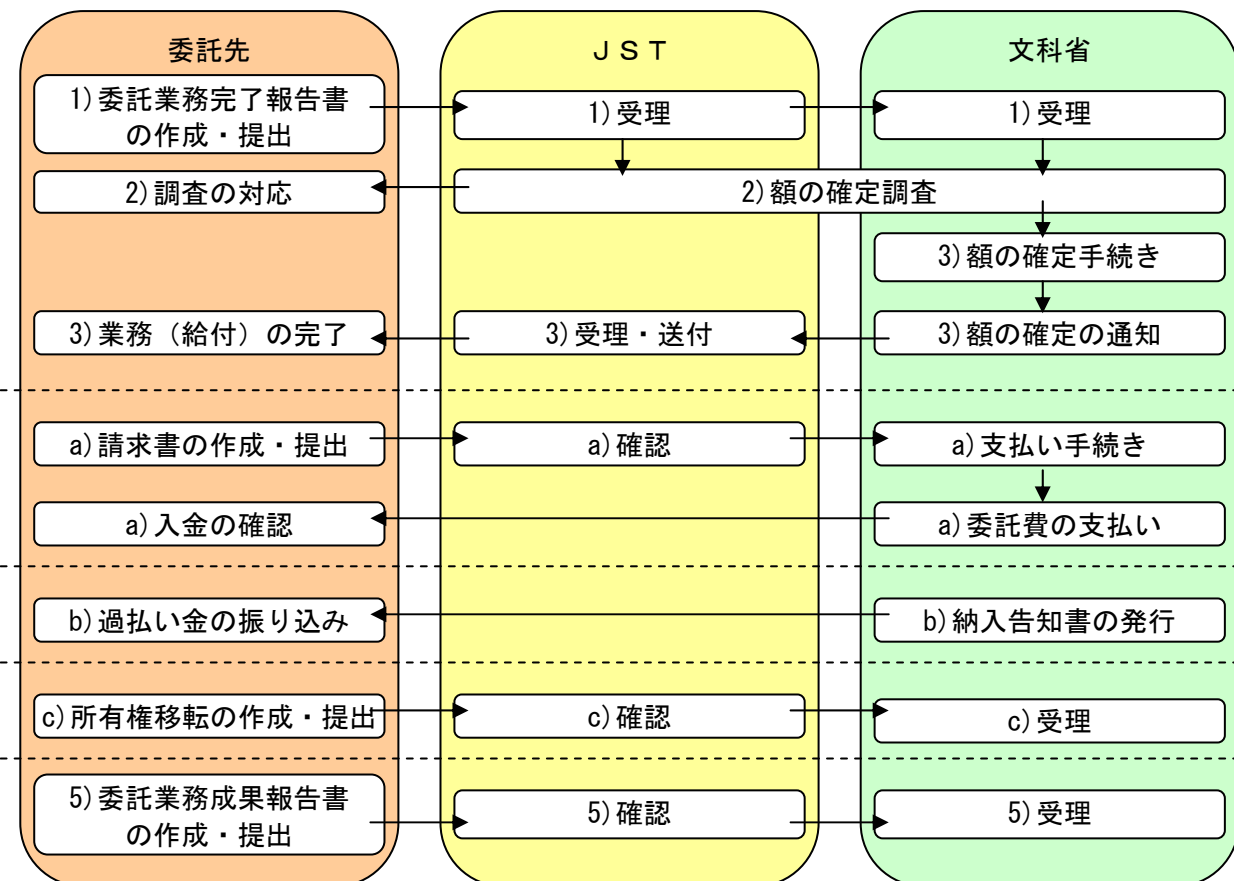 委託先
ＪＳＴ
文科省
1)委託業務完了報告書
の作成・提出
1)受理
1)受理
2)調査の対応
2)額の確定調査
3)額の確定手続き
3)業務（給付）の完了
3)受理・送付
3)額の確定の通知
a)請求書の作成・提出
a)確認
a)支払い手続き
a)入金の確認
a)委託費の支払い
b)過払い金の振り込み
b)納入告知書の発行
c)所有権移転の作成・提出
c)確認
c)受理
5)委託業務成果報告書
の作成・提出
5)確認
5)受理